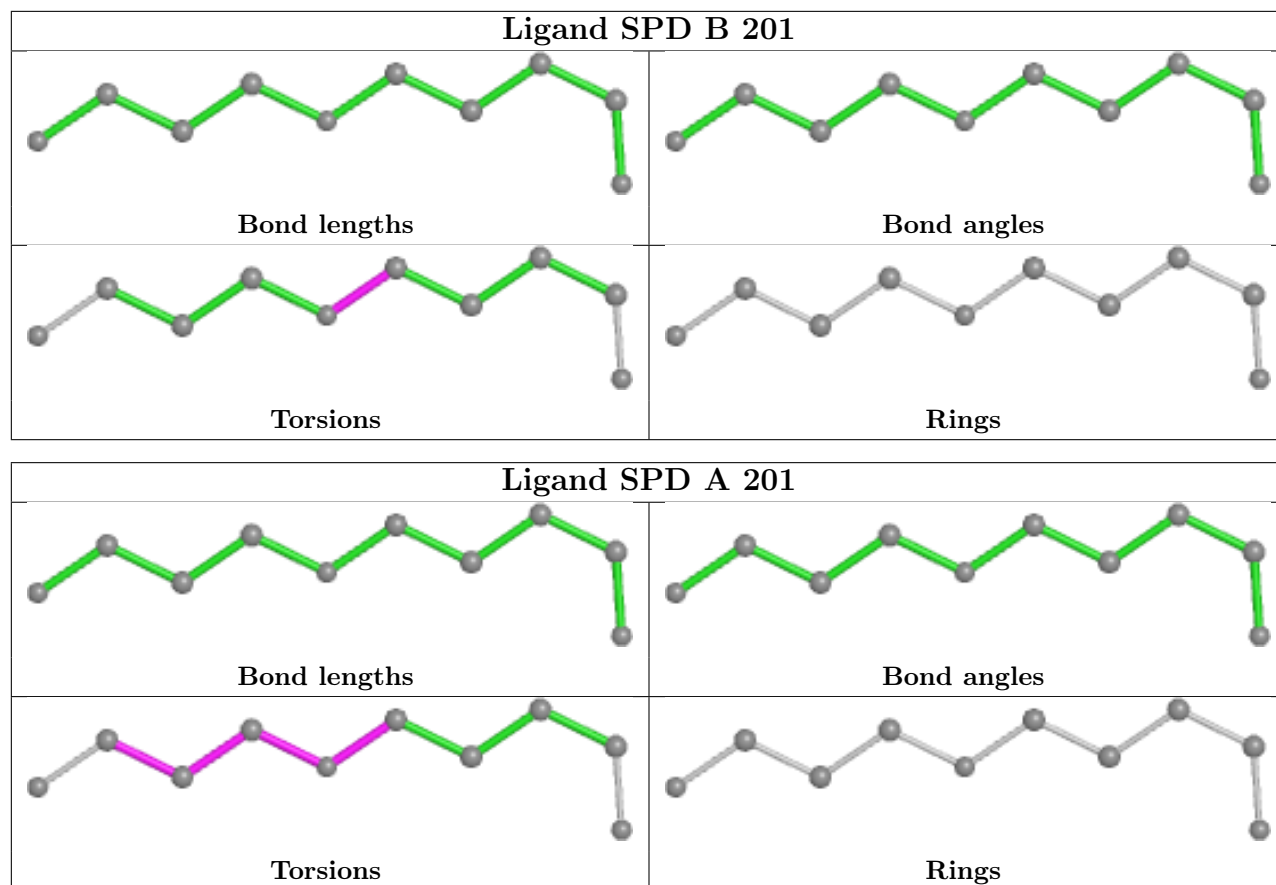 Ligand SPD B 201
Bond lengths Bond angles
Torsions Rings
Ligand SPD A 201
Bond lengths Bond angles
Torsions Rings